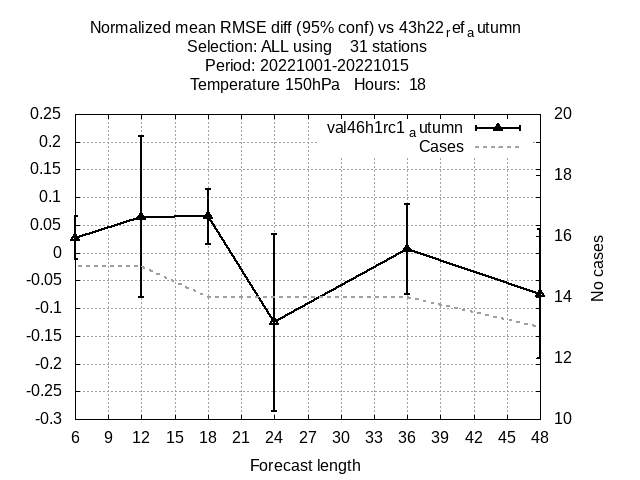 Normalized mean RMSE diff (95% conf) vs 43h22refautumn
Selection: ALL using 31 stations
Period: 20221001-20221015
Temperature 150hPa Hours: 18
val46h1rc1autumn
Cases
0.25
0.2
0.15
0.1
0.05
0
-0.05
-0.1
-0.15
-0.2
-0.25
-0.3
20
18
16
14
12
10
No cases
6 9 12 15 18 21 24 27 30 33 36 39 42 45 48
Forecast length